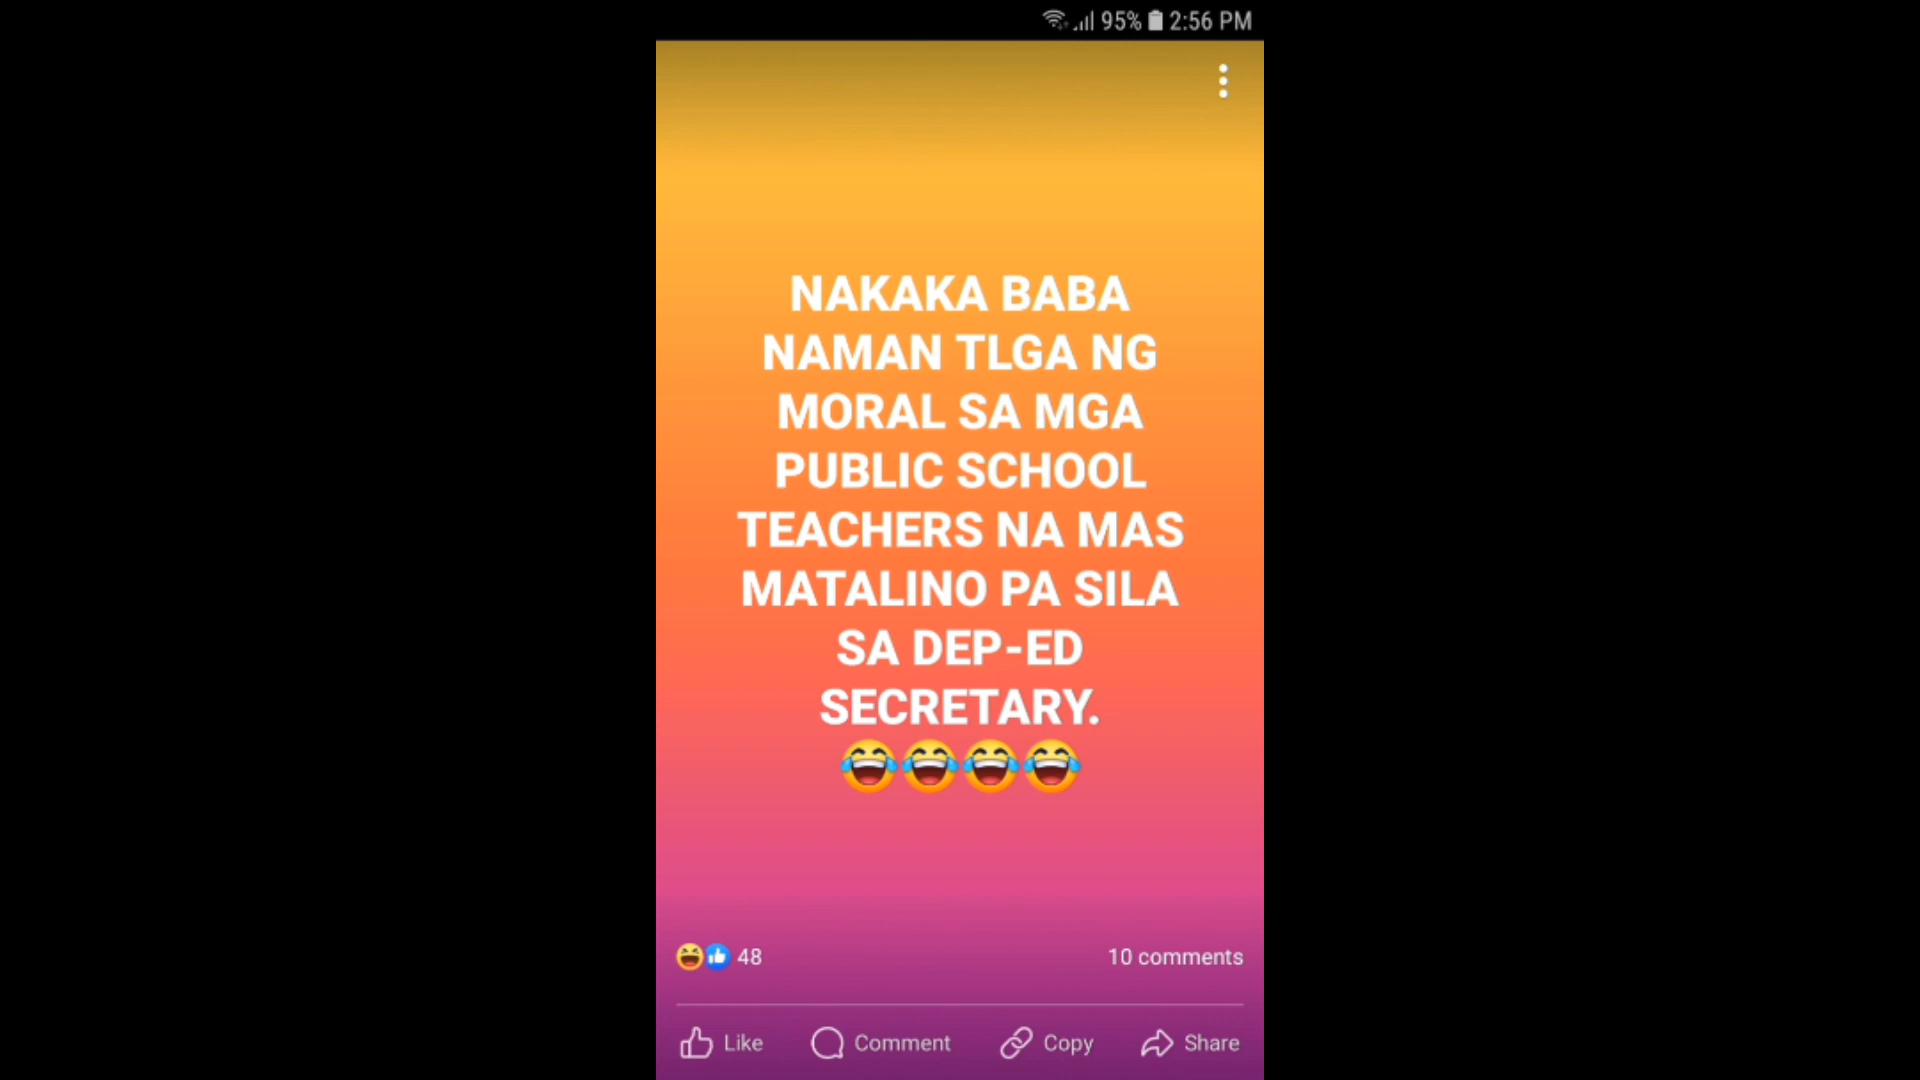 95% 2:56 PM
NAKAKA BABA
NAMAN TLGA NG
MORAL SA MGA
PUBLIC SCHOOL
TEACHERS NA MAS
MATALINO PA SILA
SA DEP-ED
SECRETARY.
😂😂😂😂
48 10 comments
Like Comment Copy Share